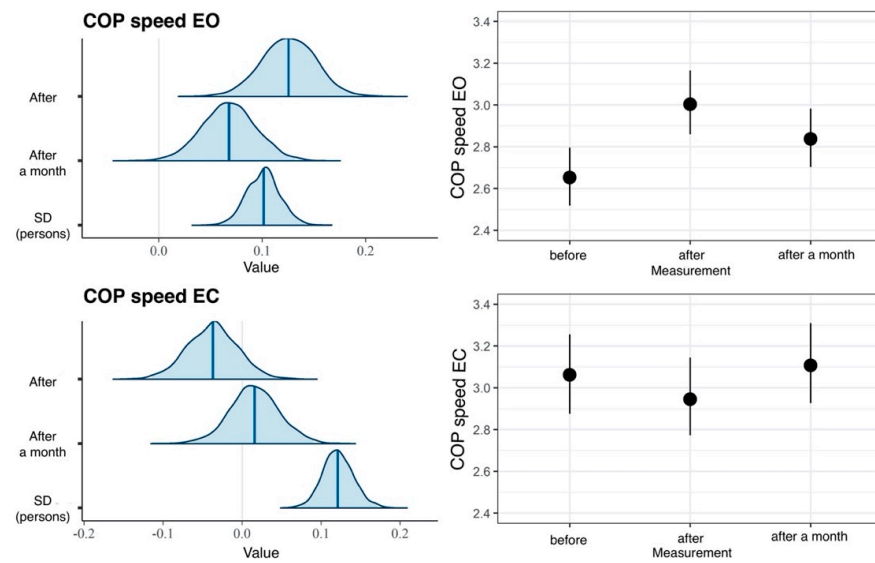 COP speed EO
After
After
a month
SD
(persons)
0.0 0.1 0.2
Value
COP speed EO
3.4
3.2
3.0
2.8
2.6
2.4
before after after a month
Measurement
COP speed EC
After
After
a month
SD
(persons)
-0.2 -0.1 0.0 0.1 0.2
Value
COP speed EC
3.4
3.2
3.0
2.8
2.6
2.4
before after after a month
Measurement